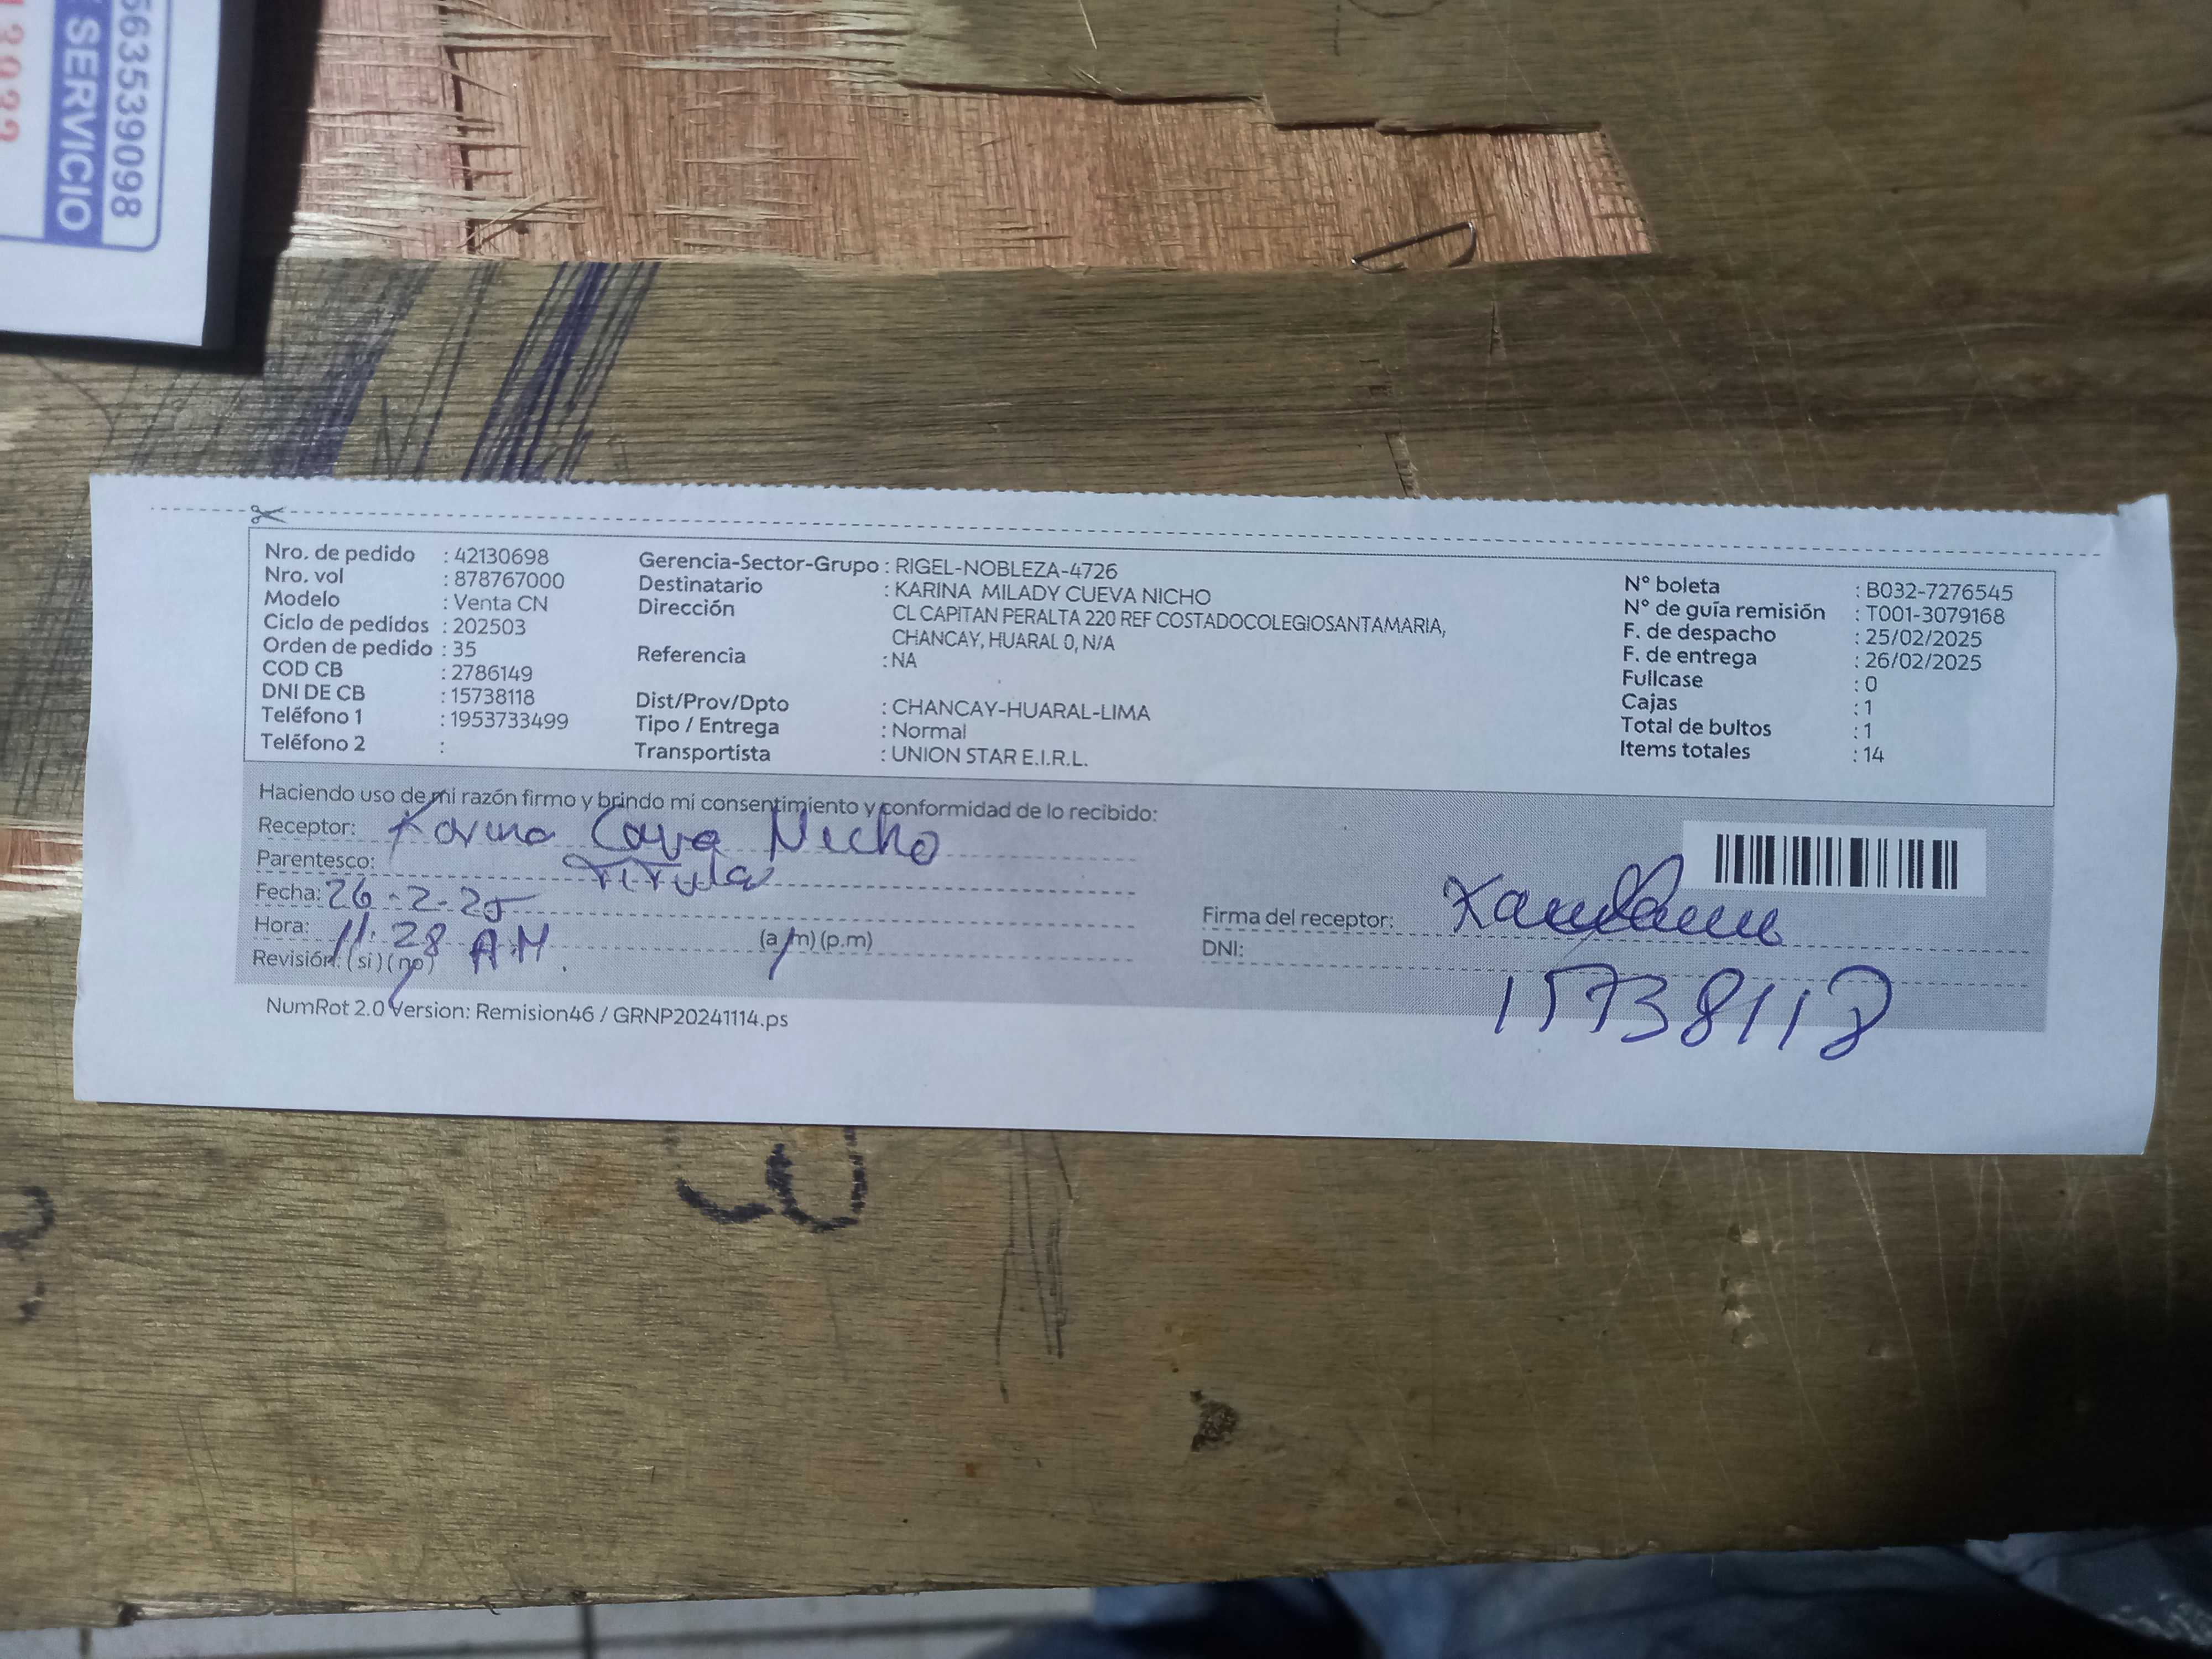 66353539098
SERVICIO
Nro. de pedido : 42130698
Nro. vol : 878767000
Modelo : Venta CN
Ciclo de pedidos : 202503
Orden de pedido : 35
COD CB : 2786149
DNI DE CB : 15738118
Teléfono 1 : 1953733499
Teléfono 2 :
Gerencia-Sector-Grupo : RIGEL-NOBLEZA-4726
Destinatario : KARINA MILADY CUEVA NICHO
Dirección CL CAPITAN PERALTA 220 REF COSTADOCOLEGIOSANTAMARIA,
CHANCAY, HUARAL 0, N/A
Referencia : NA
Dist/Prov/Dpto : CHANCAY-HUARAL-LIMA
Tipo / Entrega : Normal
Transportista : UNION STAR E.I.R.L.
N° boleta : B032-7276545
N° de guía remisión : T001-3079168
F. de despacho : 25/02/2025
F. de entrega : 26/02/2025
Fullcase : 0
Cajas : 1
Total de bultos : 1
Items totales : 14
Haciendo uso de mi razón firmo y brindo mi consentimiento y conformidad de lo recibido:
Receptor: Karina Cueva Nicho
Parentesco: Titular
Fecha: 26-2-25
Hora: 11:28 A.M (a/m) (p.m)
Revisión: (si) (no)
Firma del receptor:
DNI: 15738118
NumRot 2.0 Version: Remision46 / GRNP20241114.ps